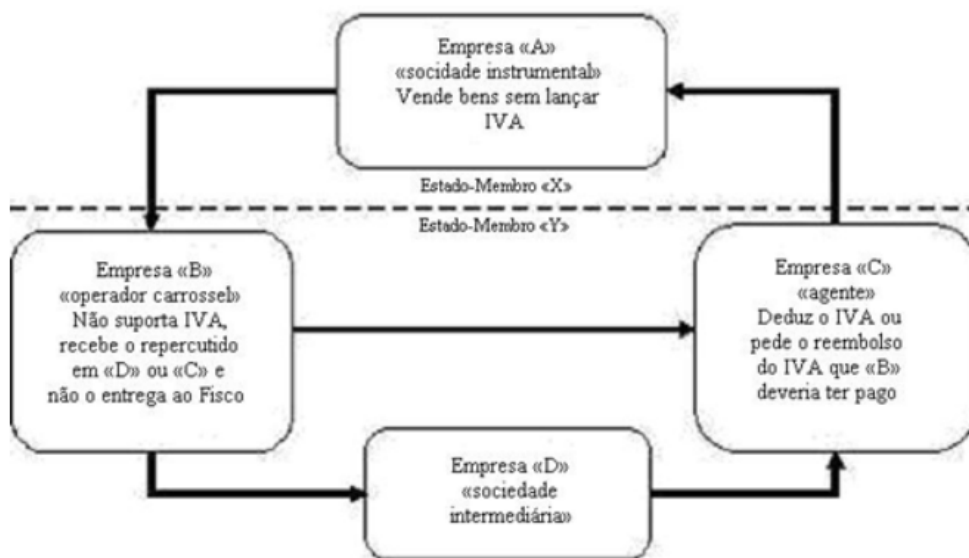 Empresa «A»
«socidade instrumental»
Vende bens sem lançar
IVA
Estado-Membro «X»
Estado-Membro «Y»
Empresa «B»
«operador carrossel»
Não suporta IVA,
recebe o repercutido
em «D» ou «C» e
não o entrega ao Fisco
Empresa «C»
«agente»
Deduz o IVA ou
pede o reembolso
do IVA que «B»
deveria ter pago
Empresa «D»
«sociedade
intermediária»